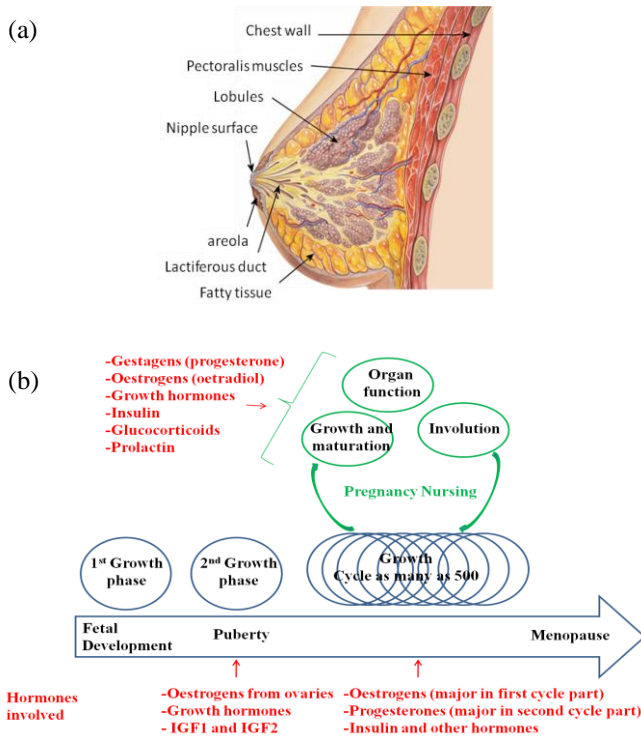 (a)
Chest wall
Pectoralis muscles
Lobules
Nipple surface
areola
Lactiferous duct
Fatty tissue
(b)
-Gestagens (progesterone)
-Oestrogens (oetradiol)
-Growth hormones
-Insulin
-Glucocorticoids
-Prolactin
Organ
function
Growth and
maturation
Involution
Pregnancy Nursing
1st Growth
phase
2nd Growth
phase
Growth
Cycle as many as 500
Fetal
Development
Puberty
Menopause
Hormones
involved
-Oestrogens from ovaries
-Growth hormones
- IGF1 and IGF2
-Oestrogens (major in first cycle part)
-Progesterones (major in second cycle part)
-Insulin and other hormones